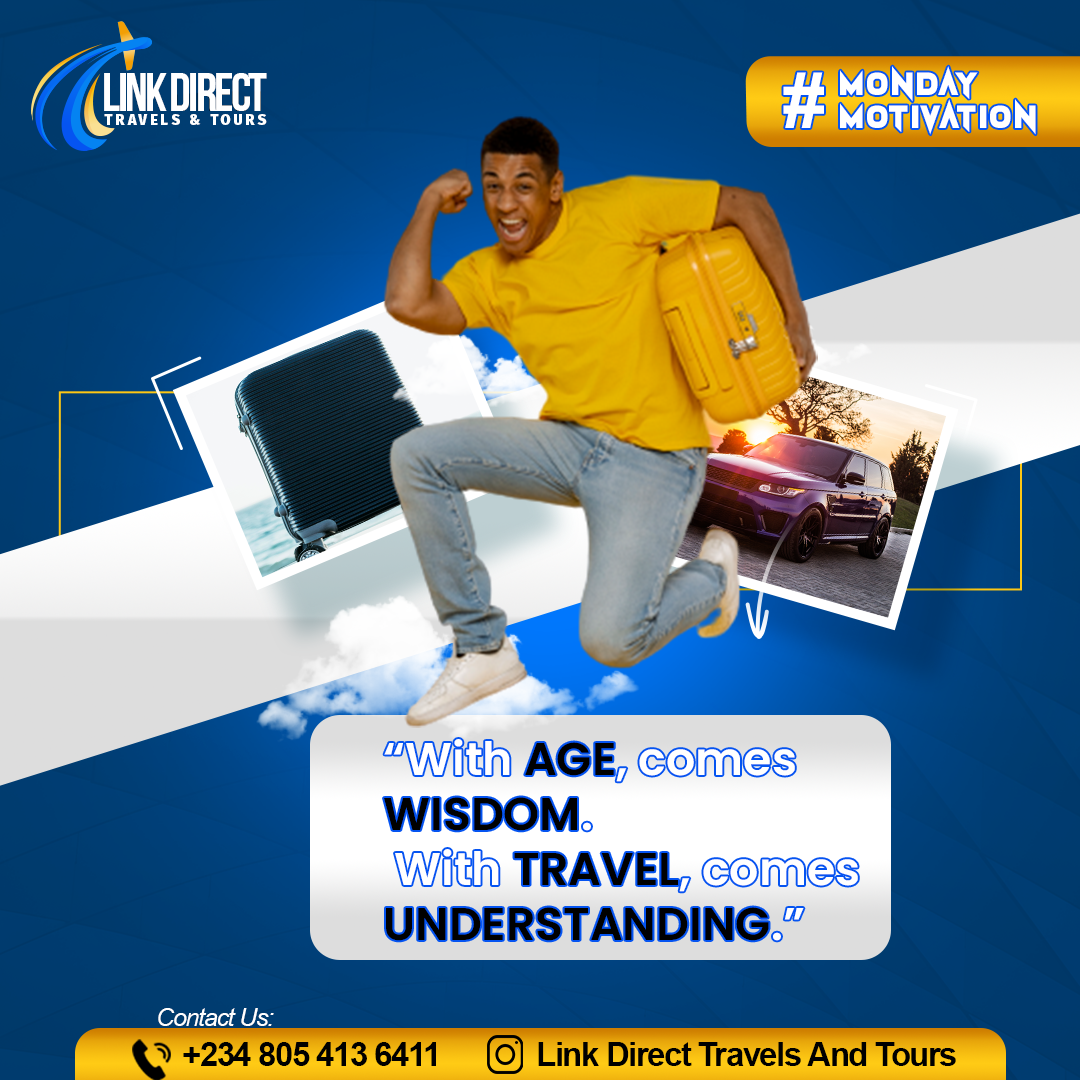 LINK DIRECT
TRAVELS & TOURS
# MONDAY
MOTIVATION
“With AGE, comes
WISDOM.
With TRAVEL, comes
UNDERSTANDING.”
Contact Us:
+234 805 413 6411 Link Direct Travels And Tours